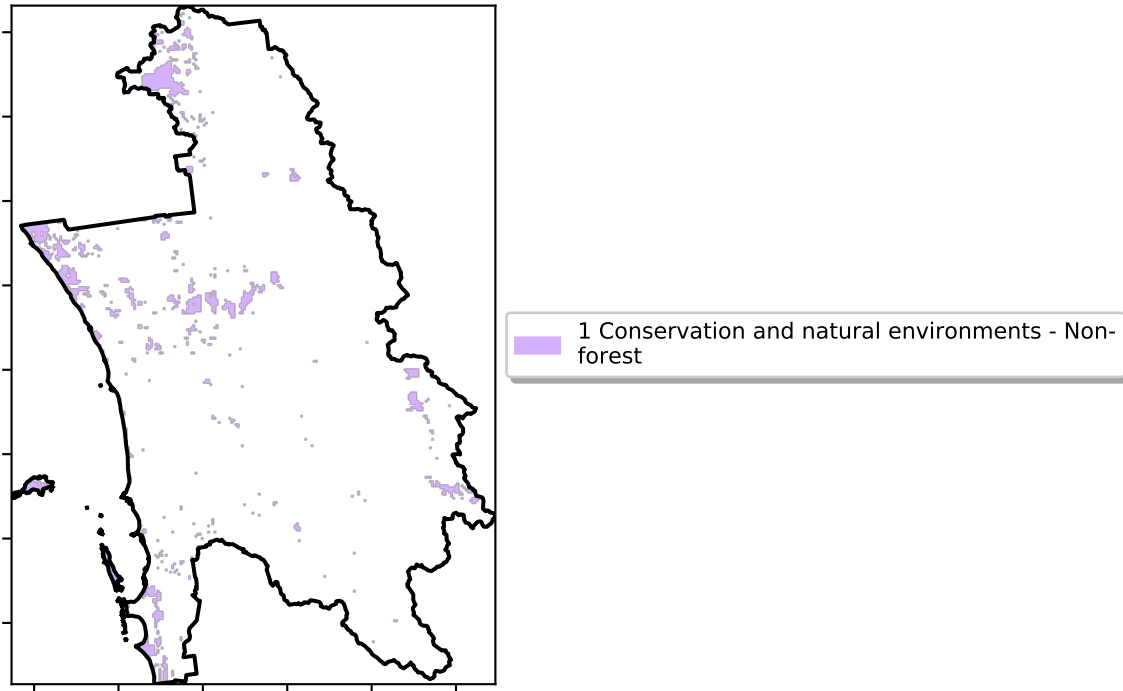 1 Conservation and natural environments - Non-
forest